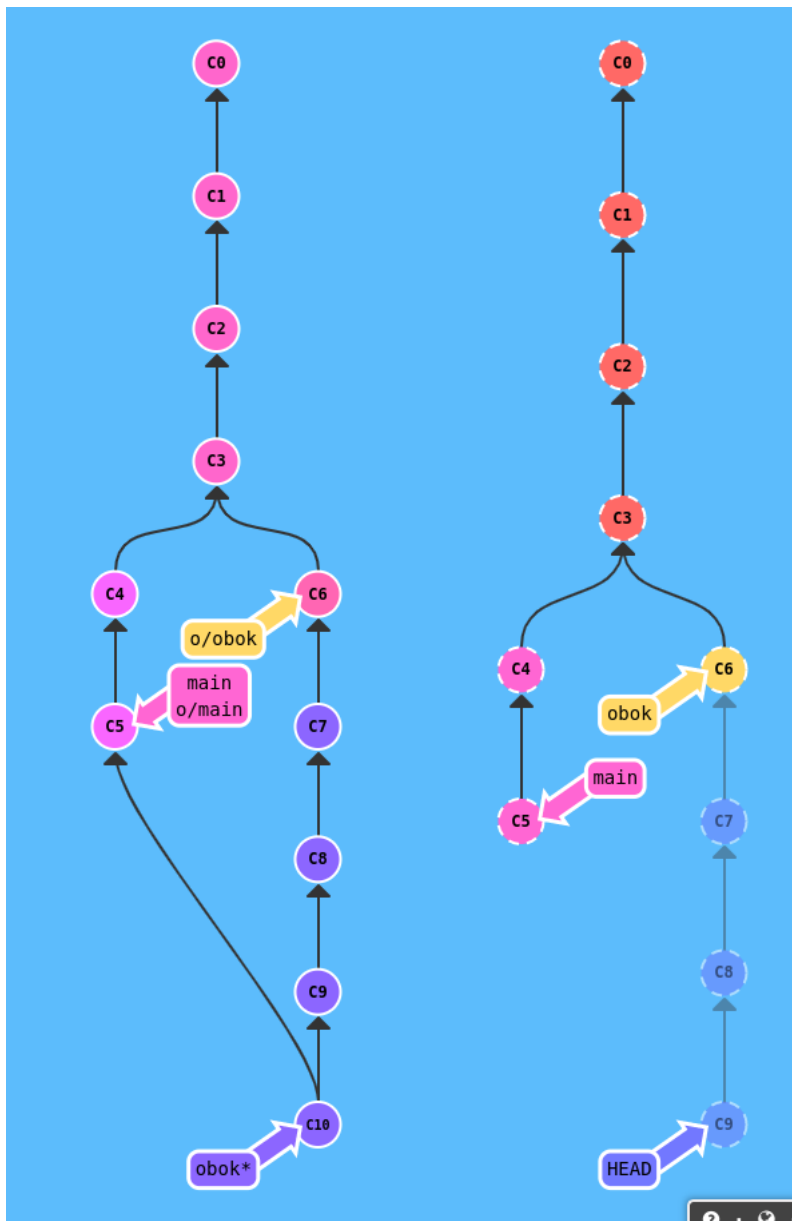 C0
C1
C2
C3
C4
C6
o/obok
main
o/main
C5
C7
C8
C9
C10
obok*
C0
C1
C2
C3
C4
C6
obok
main
C5
C7
C8
C9
HEAD
?